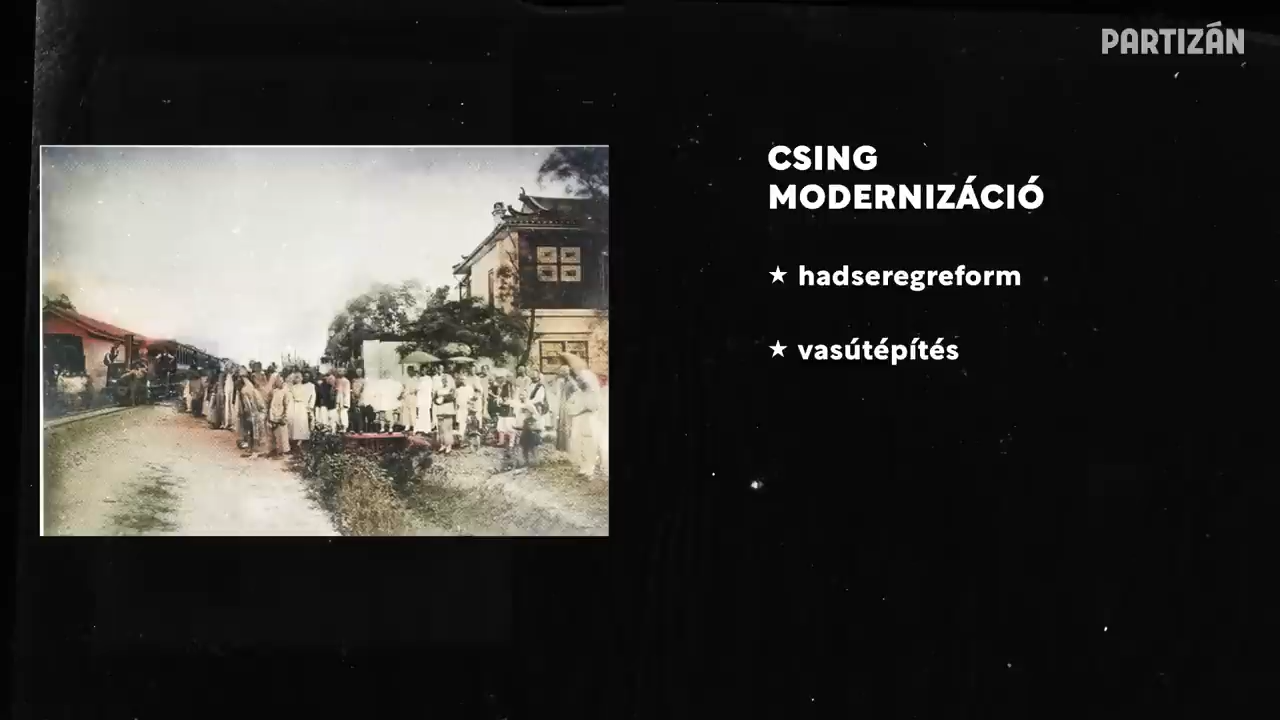 PARTIZÁN
CSING
MODERNIZÁCIÓ
★ hadseregreform
★ vasútépítés